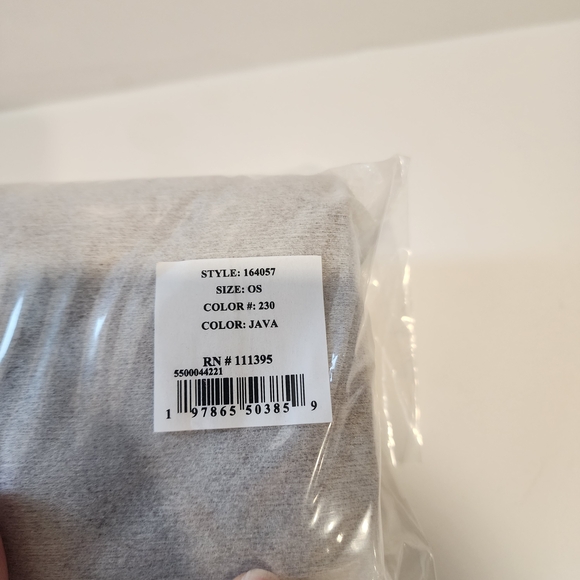 STYLE: 164057
SIZE: OS
COLOR #: 230
COLOR: JAVA
RN # 111395
5500044221
1 97865 50385 9